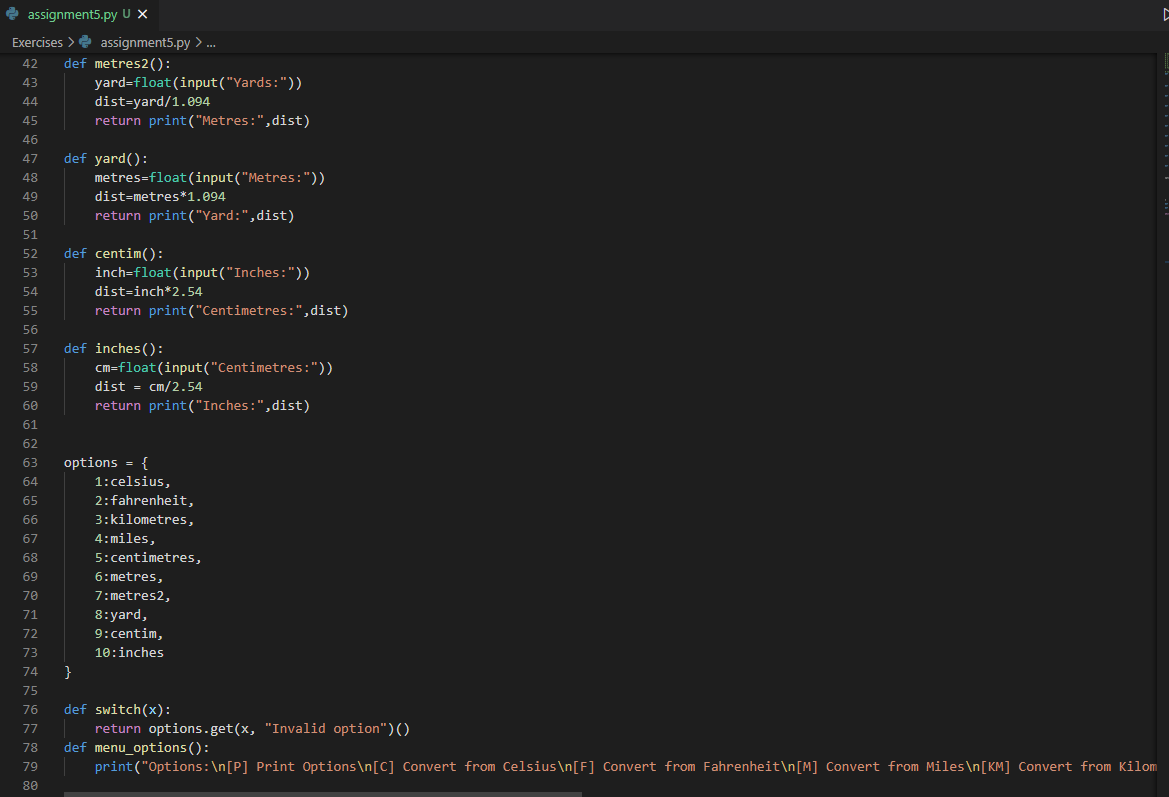 assignment5.py U
Exercises > assignment5.py > ...
42 def metres2():
43     yard=float(input("Yards:"))
44     dist=yard/1.094
45     return print("Metres:",dist)
46
47 def yard():
48     metres=float(input("Metres:"))
49     dist=metres*1.094
50     return print("Yard:",dist)
51
52 def centim():
53     inch=float(input("Inches:"))
54     dist=inch*2.54
55     return print("Centimetres:",dist)
56
57 def inches():
58     cm=float(input("Centimetres:"))
59     dist = cm/2.54
60     return print("Inches:",dist)
61
62
63 options = {
64     1:celsius,
65     2:fahrenheit,
66     3:kilometres,
67     4:miles,
68     5:centimetres,
69     6:metres,
70     7:metres2,
71     8:yard,
72     9:centim,
73     10:inches
74 }
75
76 def switch(x):
77     return options.get(x, "Invalid option")()
78 def menu_options():
79     print("Options:\n[P] Print Options\n[C] Convert from Celsius\n[F] Convert from Fahrenheit\n[M] Convert from Miles\n[KM] Convert from Kilom
80